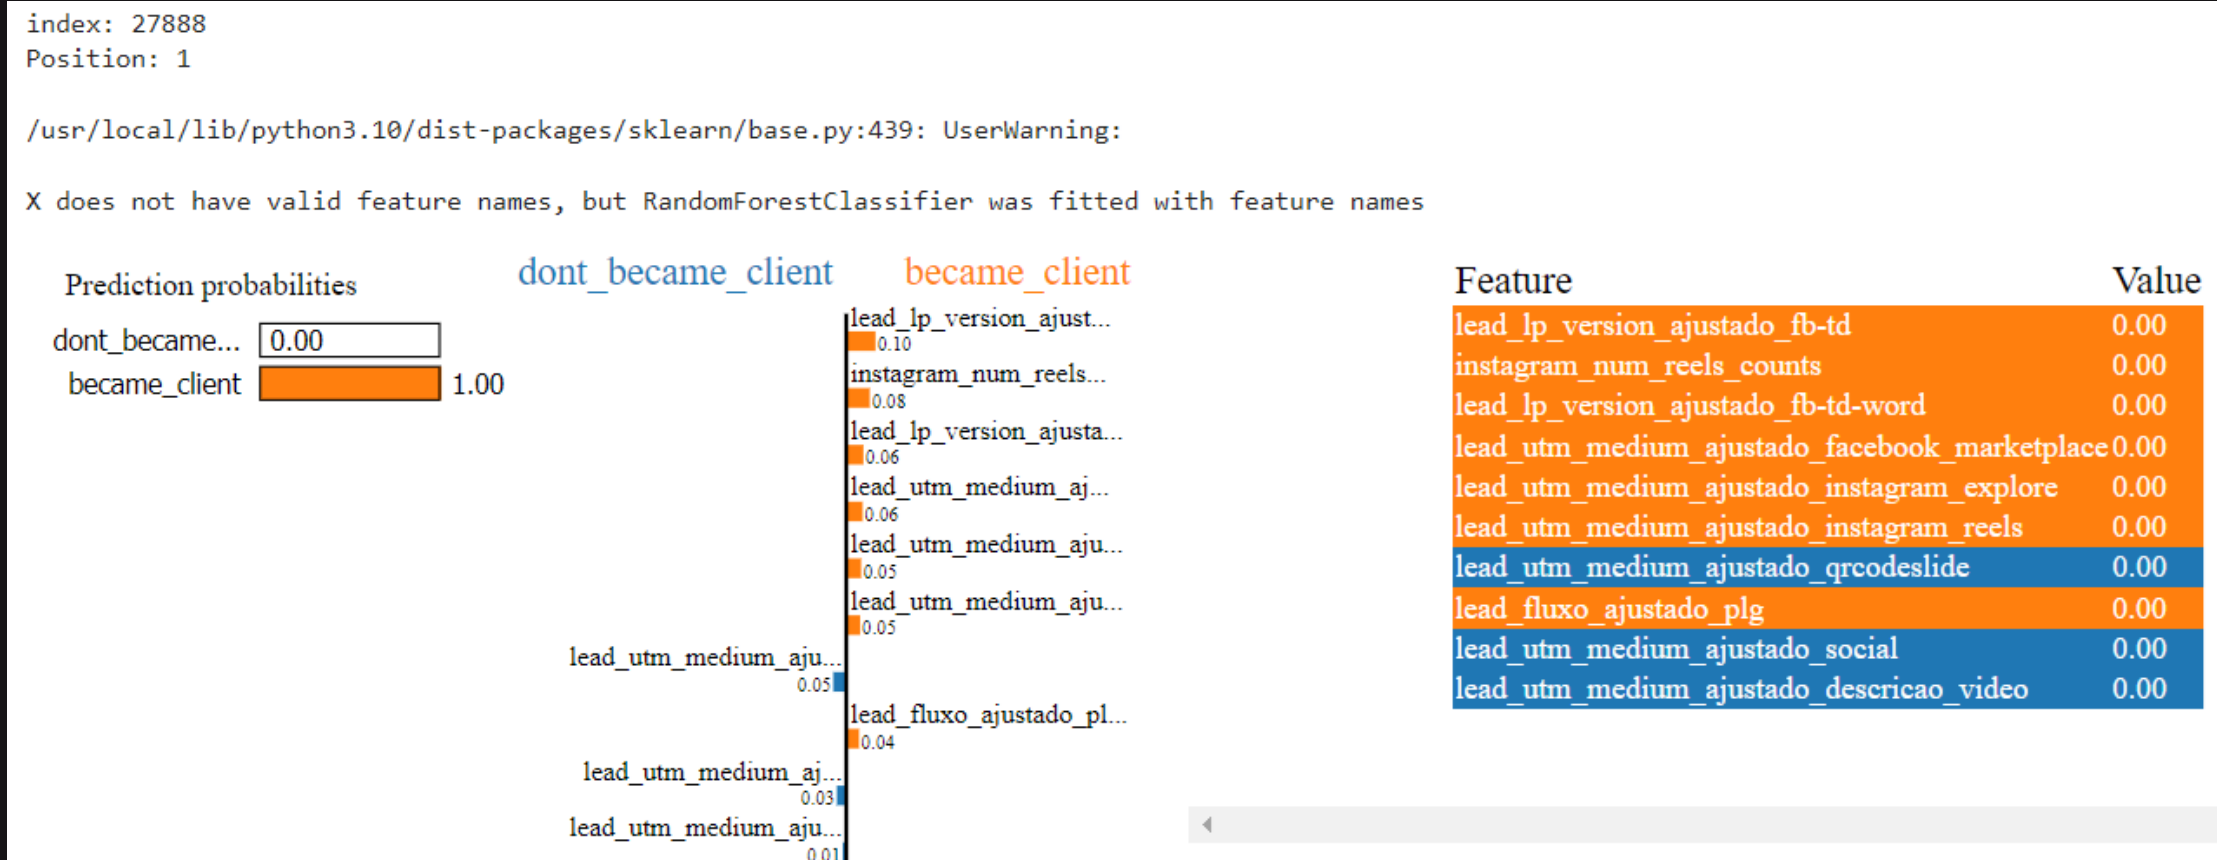 index: 27888
Position: 1
/usr/local/lib/python3.10/dist-packages/sklearn/base.py:439: UserWarning:
X does not have valid feature names, but RandomForestClassifier was fitted with feature names
Prediction probabilities
dont_became... 0.00
became_client 1.00
dont_became_client became_client
lead_lp_version_ajust...
0.10
instagram_num_reels...
0.08
lead_lp_version_ajusta...
0.06
lead_utm_medium_aj...
0.06
lead_utm_medium_aju...
0.05
lead_utm_medium_aju...
0.05
lead_utm_medium_aju...
0.05
lead_fluxo_ajustado_pl...
0.04
lead_utm_medium_aj...
0.03
lead_utm_medium_aju...
0.01
Feature Value
lead_lp_version_ajustado_fb-td 0.00
instagram_num_reels_counts 0.00
lead_lp_version_ajustado_fb-td-word 0.00
lead_utm_medium_ajustado_facebook_marketplace 0.00
lead_utm_medium_ajustado_instagram_explore 0.00
lead_utm_medium_ajustado_instagram_reels 0.00
lead_utm_medium_ajustado_qrcodeslide 0.00
lead_fluxo_ajustado_plg 0.00
lead_utm_medium_ajustado_social 0.00
lead_utm_medium_ajustado_descricao_video 0.00